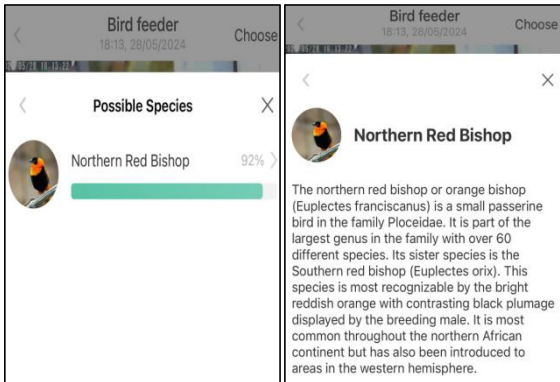 Bird feeder
18:13, 28/05/2024
Choose
Possible Species
Northern Red Bishop
92%
Bird feeder
18:13, 28/05/2024
Choose
Northern Red Bishop
The northern red bishop or orange bishop
(Euplectes franciscanus) is a small passerine
bird in the family Ploceidae. It is part of the
largest genus in the family with over 60
different species. Its sister species is the
Southern red bishop (Euplectes orix). This
species is most recognizable by the bright
reddish orange with contrasting black plumage
displayed by the breeding male. It is most
common throughout the northern African
continent but has also been introduced to
areas in the western hemisphere.